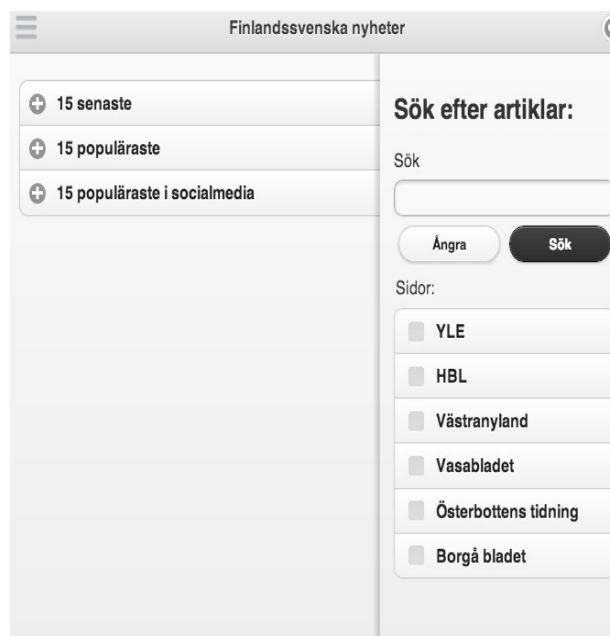 Finlandssvenska nyheter
15 senaste
15 populäraste
15 populäraste i socialmedia
Sök efter artiklar:
Sök
Ångra
Sök
Sidor:
YLE
HBL
Västranyland
Vasabladet
Österbottens tidning
Borgå bladet